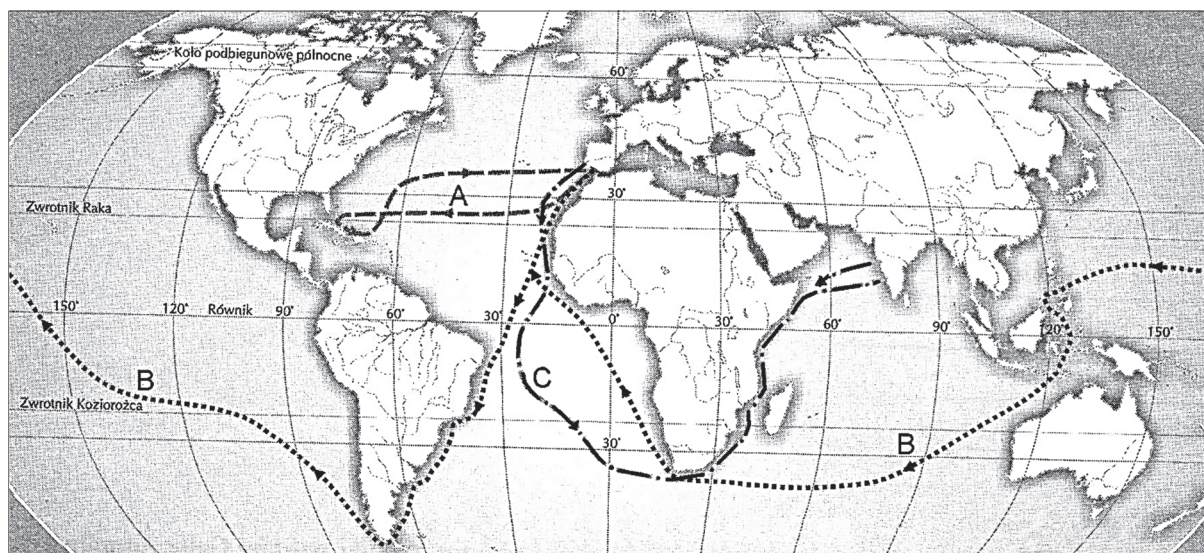 Koło podbiegunowe północne
60°
A
30°
Zwrotnik Raka
150°
120°
Równik
90°
60°
30°
0°
30°
60°
90°
120°
150°
B
C
Zwrotnik Koziorożca
30°
B